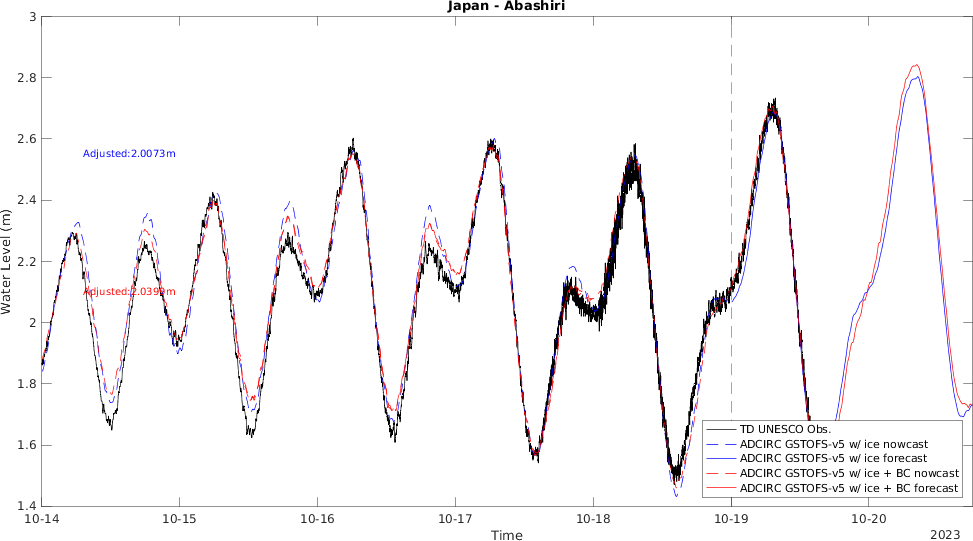 Japan - Abashiri
3
2.8
2.6
2.4
2.2
2
1.8
1.6
1.4
Water Level (m)
Adjusted:2.0073m
Adjusted:2.0399m
TD UNESCO Obs.
ADCIRC GSTOFS-v5 w/ ice nowcast
ADCIRC GSTOFS-v5 w/ ice forecast
ADCIRC GSTOFS-v5 w/ ice + BC nowcast
ADCIRC GSTOFS-v5 w/ ice + BC forecast
10-14
10-15
10-16
10-17
10-18
10-19
10-20
Time
2023